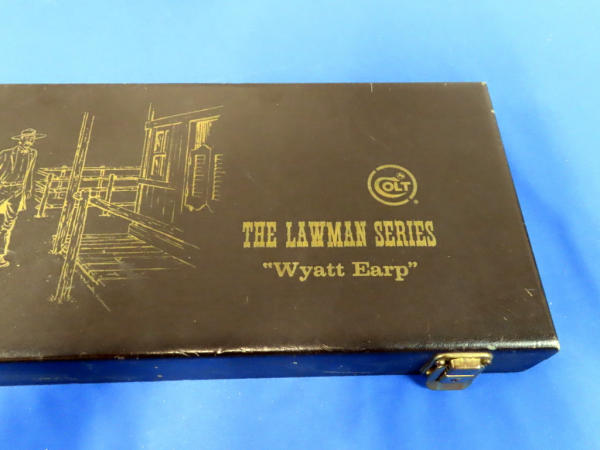 COLT
®
THE LAWMAN SERIES
"Wyatt Earp"